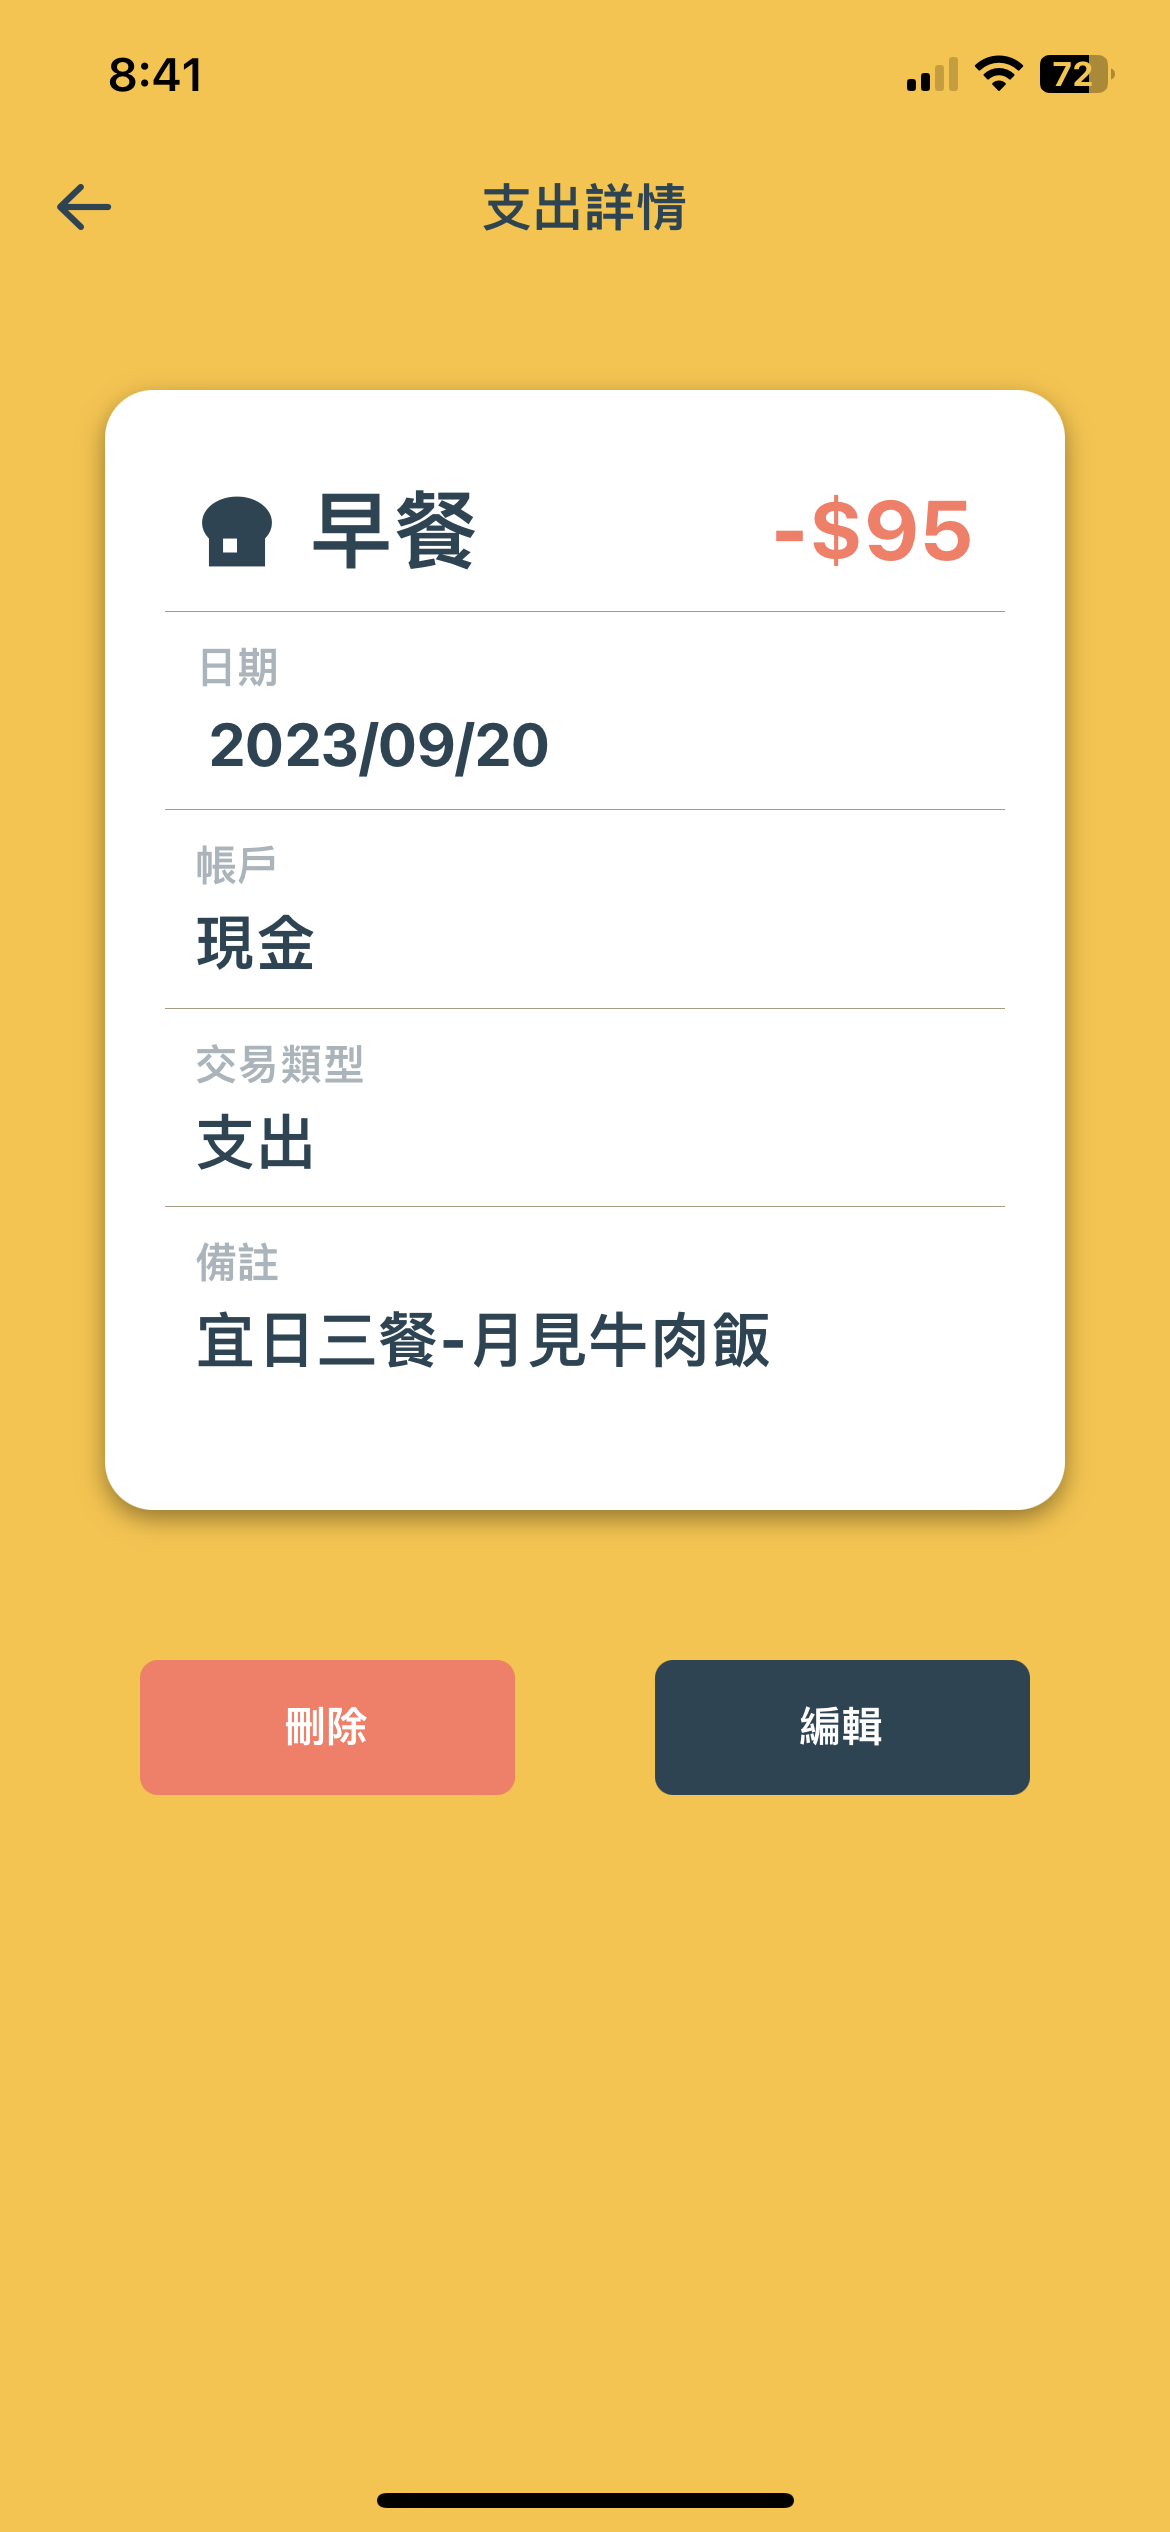 8:41
72
支出詳情
早餐
-$95
日期
2023/09/20
帳戶
現金
交易類型
支出
備註
宜日三餐-月見牛肉飯
刪除
編輯